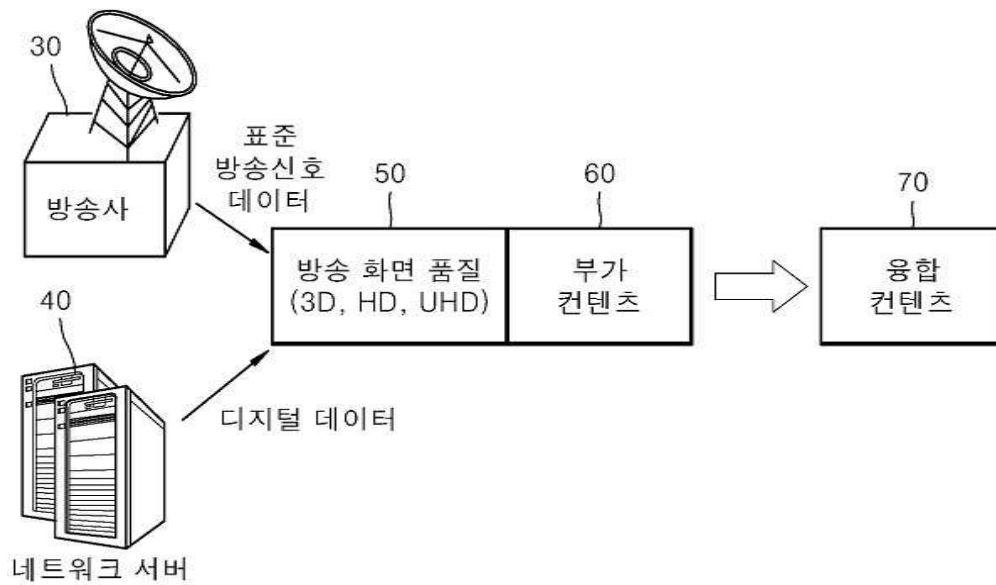 30
표준
방송신호
데이터
방송사
50
60
70
방송 화면 품질
(3D, HD, UHD)
부가
컨텐츠
융합
컨텐츠
40
디지털 데이터
네트워크 서버